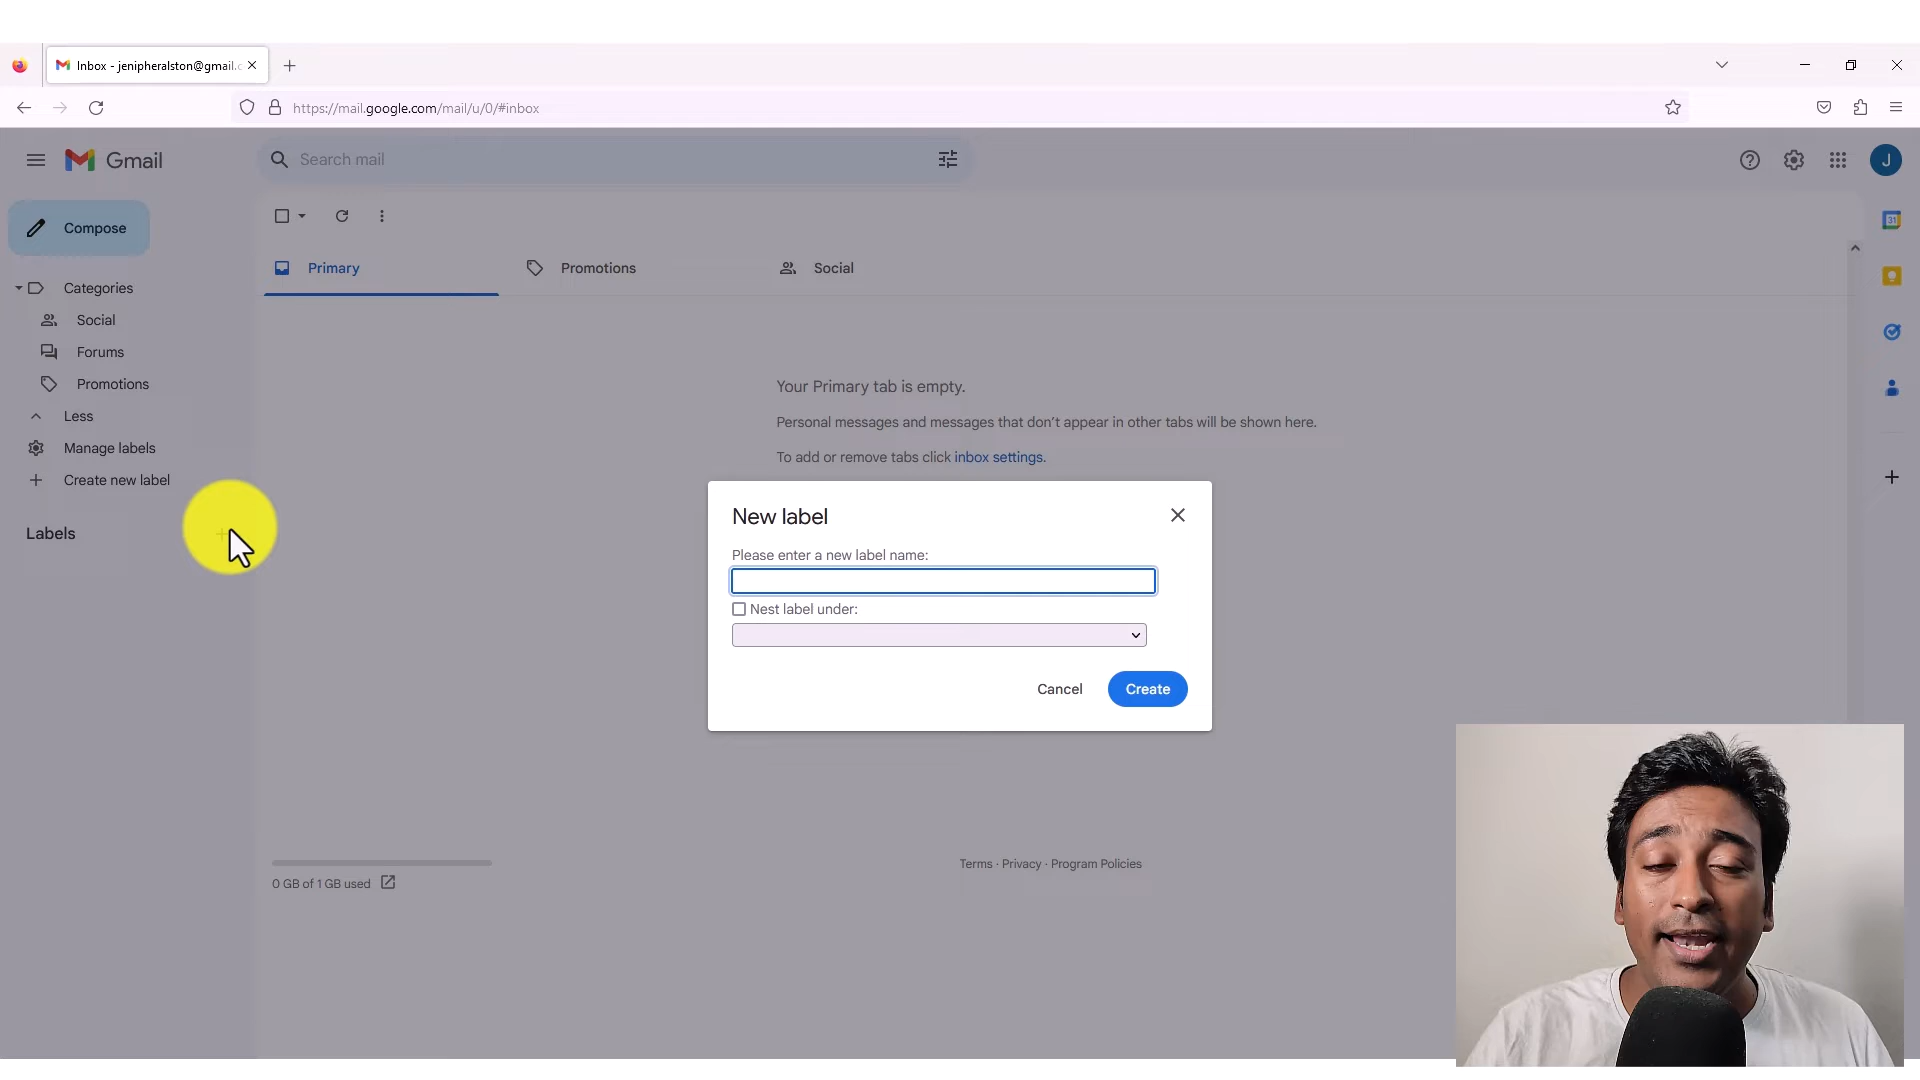 Inbox - jenipheralston@gmail.c
https://mail.google.com/mail/u/0/#inbox
Gmail
Search mail
J
Compose
31
Primary
Promotions
Social
Categories
Social
Forums
Promotions
Less
Manage labels
Create new label
Labels
Your Primary tab is empty.
Personal messages and messages that don't appear in other tabs will be shown here.
To add or remove tabs click inbox settings.
New label
Please enter a new label name:
Nest label under:
Cancel
Create
0 GB of 1 GB used
Terms · Privacy · Program Policies